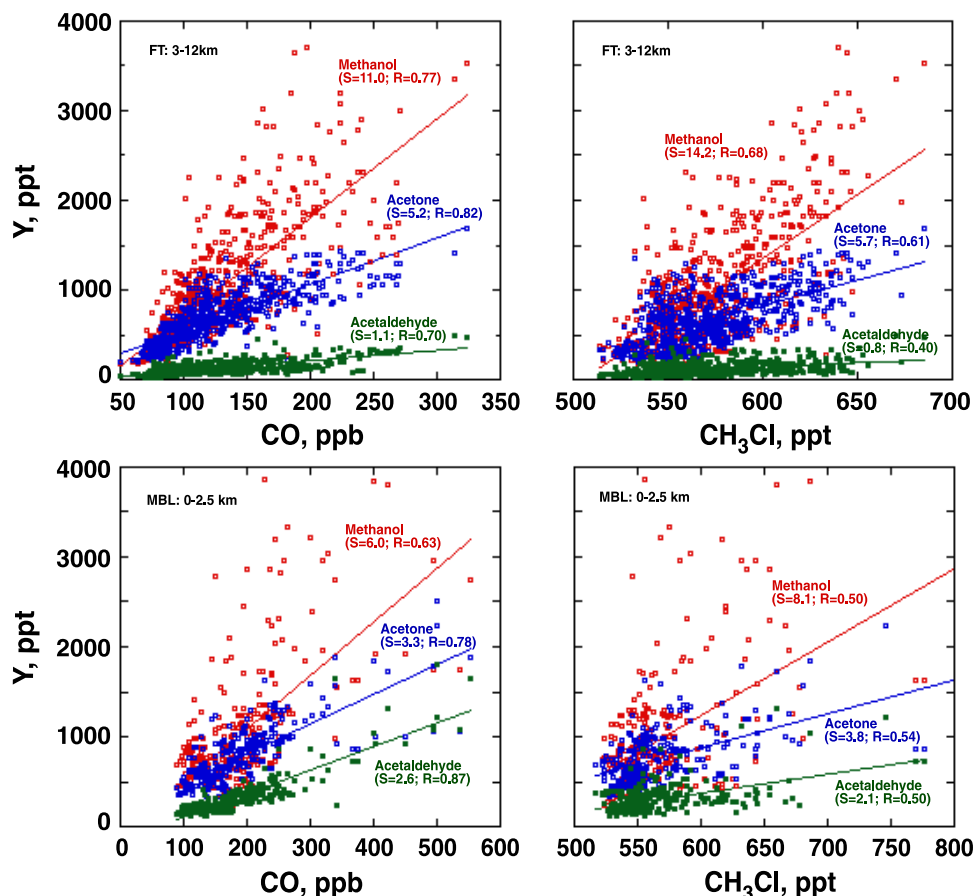 4000
3000
2000
1000
0
Y, ppt
FT: 3-12km
Methanol
(S=11.0; R=0.77)
Acetone
(S=5.2; R=0.82)
Acetaldehyde
(S=1.1; R=0.70)
50 100 150 200 250 300 350
CO, ppb
FT: 3-12km
Methanol
(S=14.2; R=0.68)
Acetone
(S=5.7; R=0.61)
Acetaldehyde
(S=0.8; R=0.40)
500 550 600 650 700
CH₃Cl, ppt
4000
3000
2000
1000
0
Y, ppt
MBL: 0-2.5 km
Methanol
(S=6.0; R=0.63)
Acetone
(S=3.3; R=0.78)
Acetaldehyde
(S=2.6; R=0.87)
0 100 200 300 400 500 600
CO, ppb
MBL: 0-2.5 km
Methanol
(S=8.1; R=0.50)
Acetone
(S=3.8; R=0.54)
Acetaldehyde
(S=2.1; R=0.50)
500 550 600 650 700 750 800
CH₃Cl, ppt